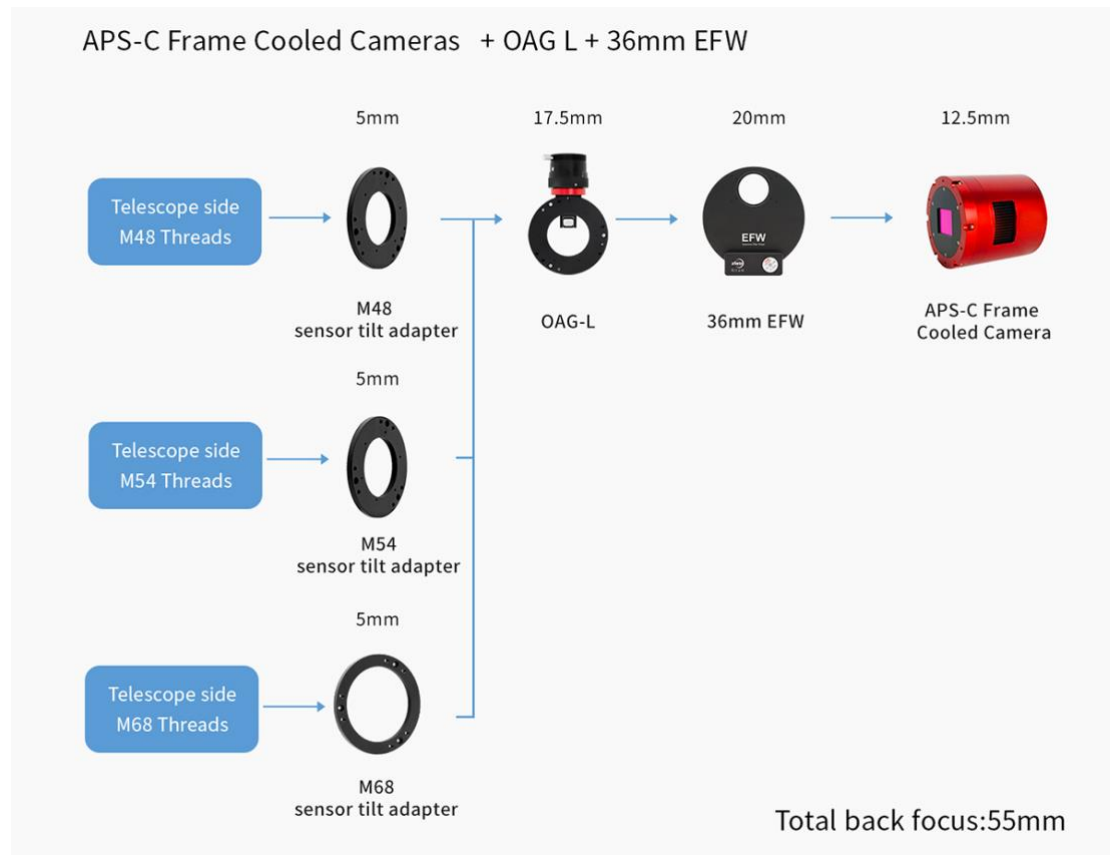 APS-C Frame Cooled Cameras + OAG L + 36mm EFW
5mm
17.5mm
20mm
12.5mm
Telescope side
M48 Threads
EFW
M48
sensor tilt adapter
OAG-L
36mm EFW
APS-C Frame
Cooled Camera
5mm
Telescope side
M54 Threads
M54
sensor tilt adapter
5mm
Telescope side
M68 Threads
M68
sensor tilt adapter
Total back focus:55mm